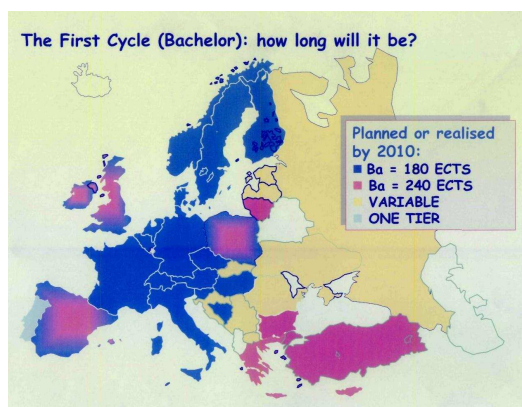 The First Cycle (Bachelor): how long will it be?
Planned or realised
by 2010:
Ba = 180 ECTS
Ba = 240 ECTS
VARIABLE
ONE TIER